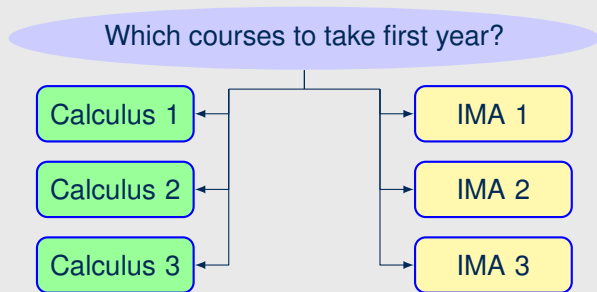 Which courses to take first year?
Calculus 1
IMA 1
Calculus 2
IMA 2
Calculus 3
IMA 3